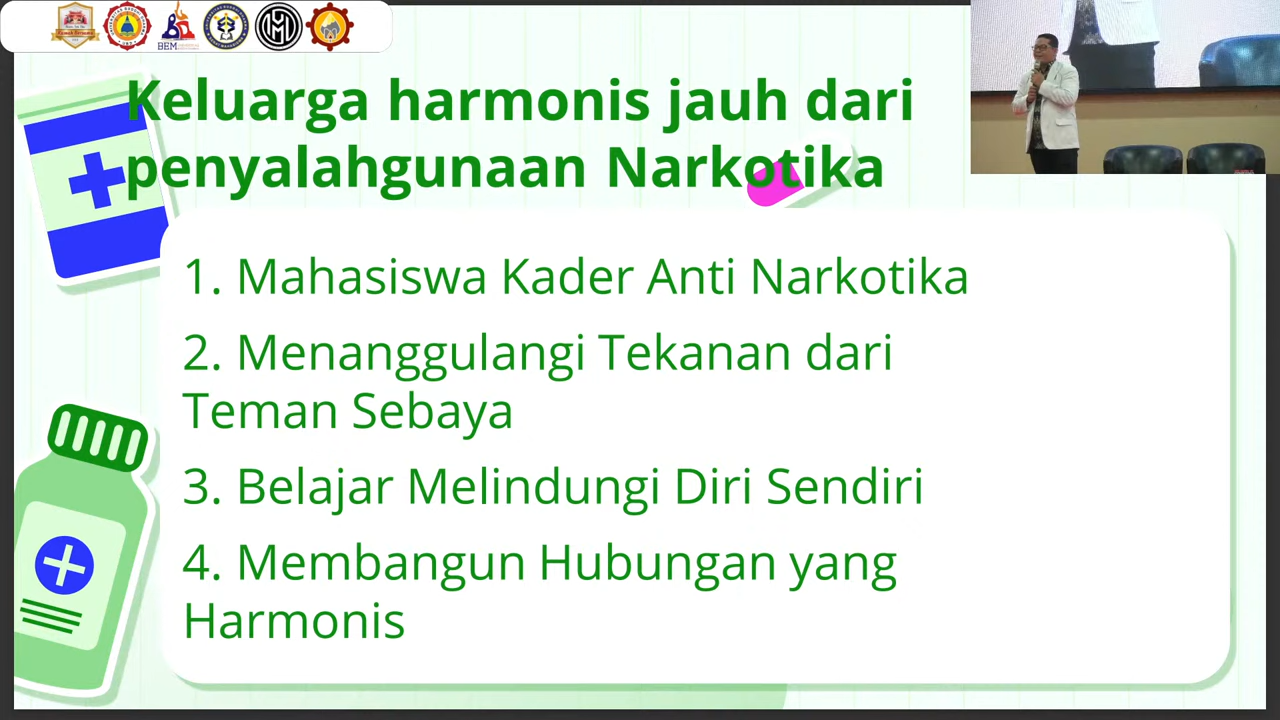 BEM
Keluarga harmonis jauh dari
penyalahgunaan Narkotika
1. Mahasiswa Kader Anti Narkotika
2. Menanggulangi Tekanan dari
Teman Sebaya
3. Belajar Melindungi Diri Sendiri
4. Membangun Hubungan yang
Harmonis